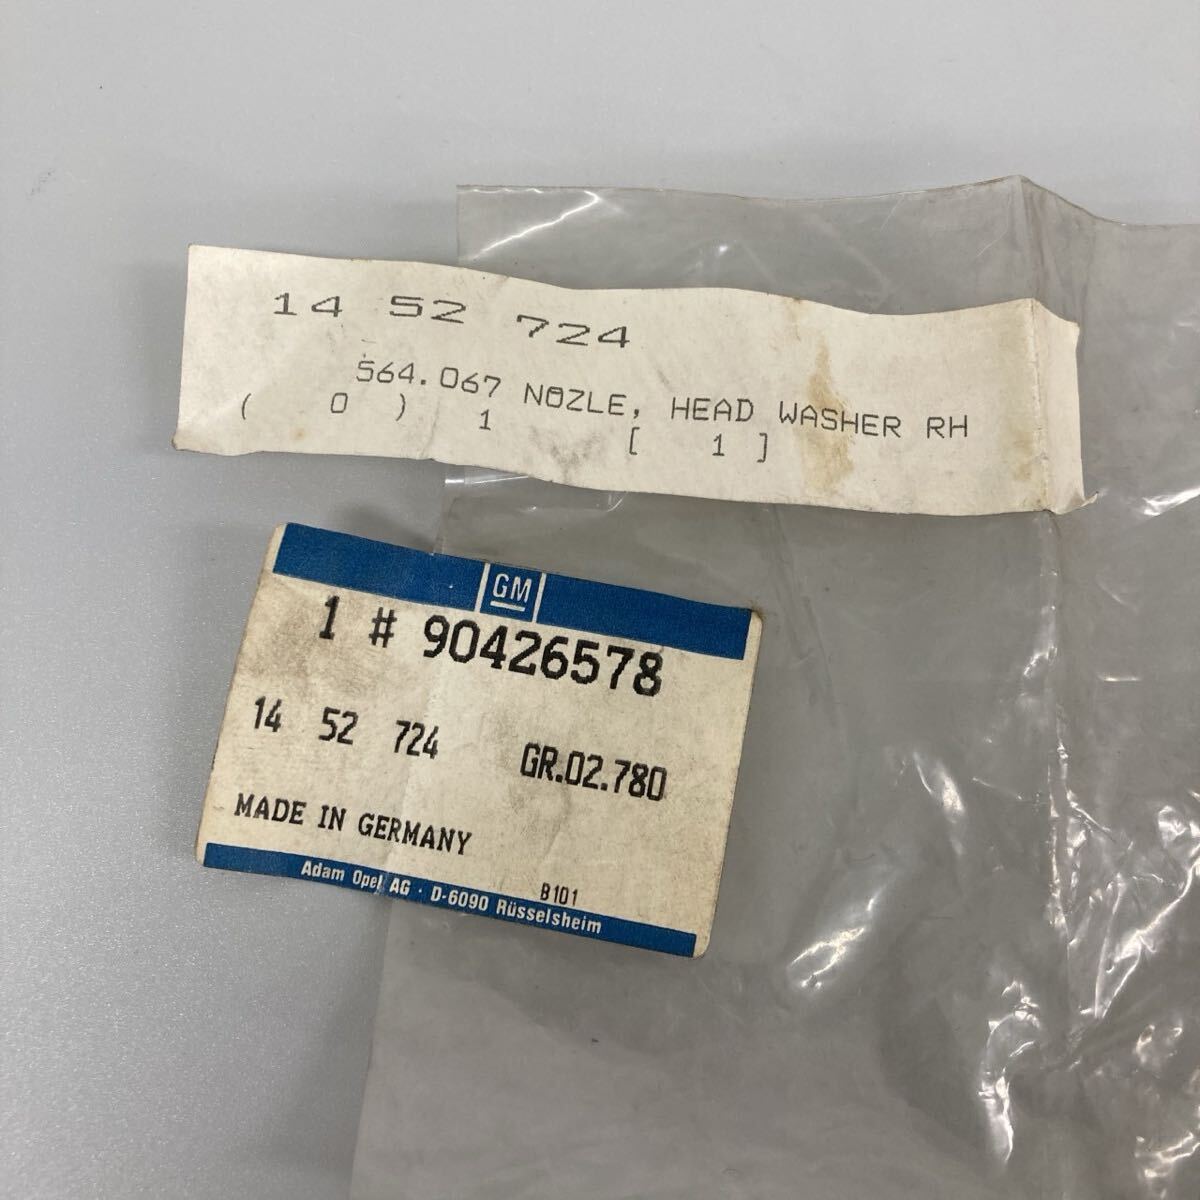 14 52 724
564.067 NOZLE, HEAD WASHER RH
( 0 ) 1 [ 1 ]
GM
1 # 90426578
14 52 724 GR.02.780
MADE IN GERMANY
B101
Adam Opel AG · D-6090 Rüsselsheim